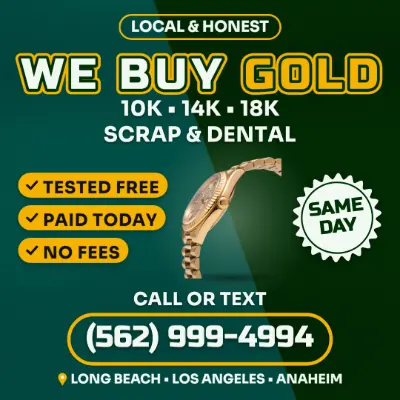 LOCAL & HONEST
WE BUY GOLD
10K • 14K • 18K
SCRAP & DENTAL
✓ TESTED FREE
✓ PAID TODAY
✓ NO FEES
SAME
DAY
CALL OR TEXT
(562) 999-4994
LONG BEACH • LOS ANGELES • ANAHEIM